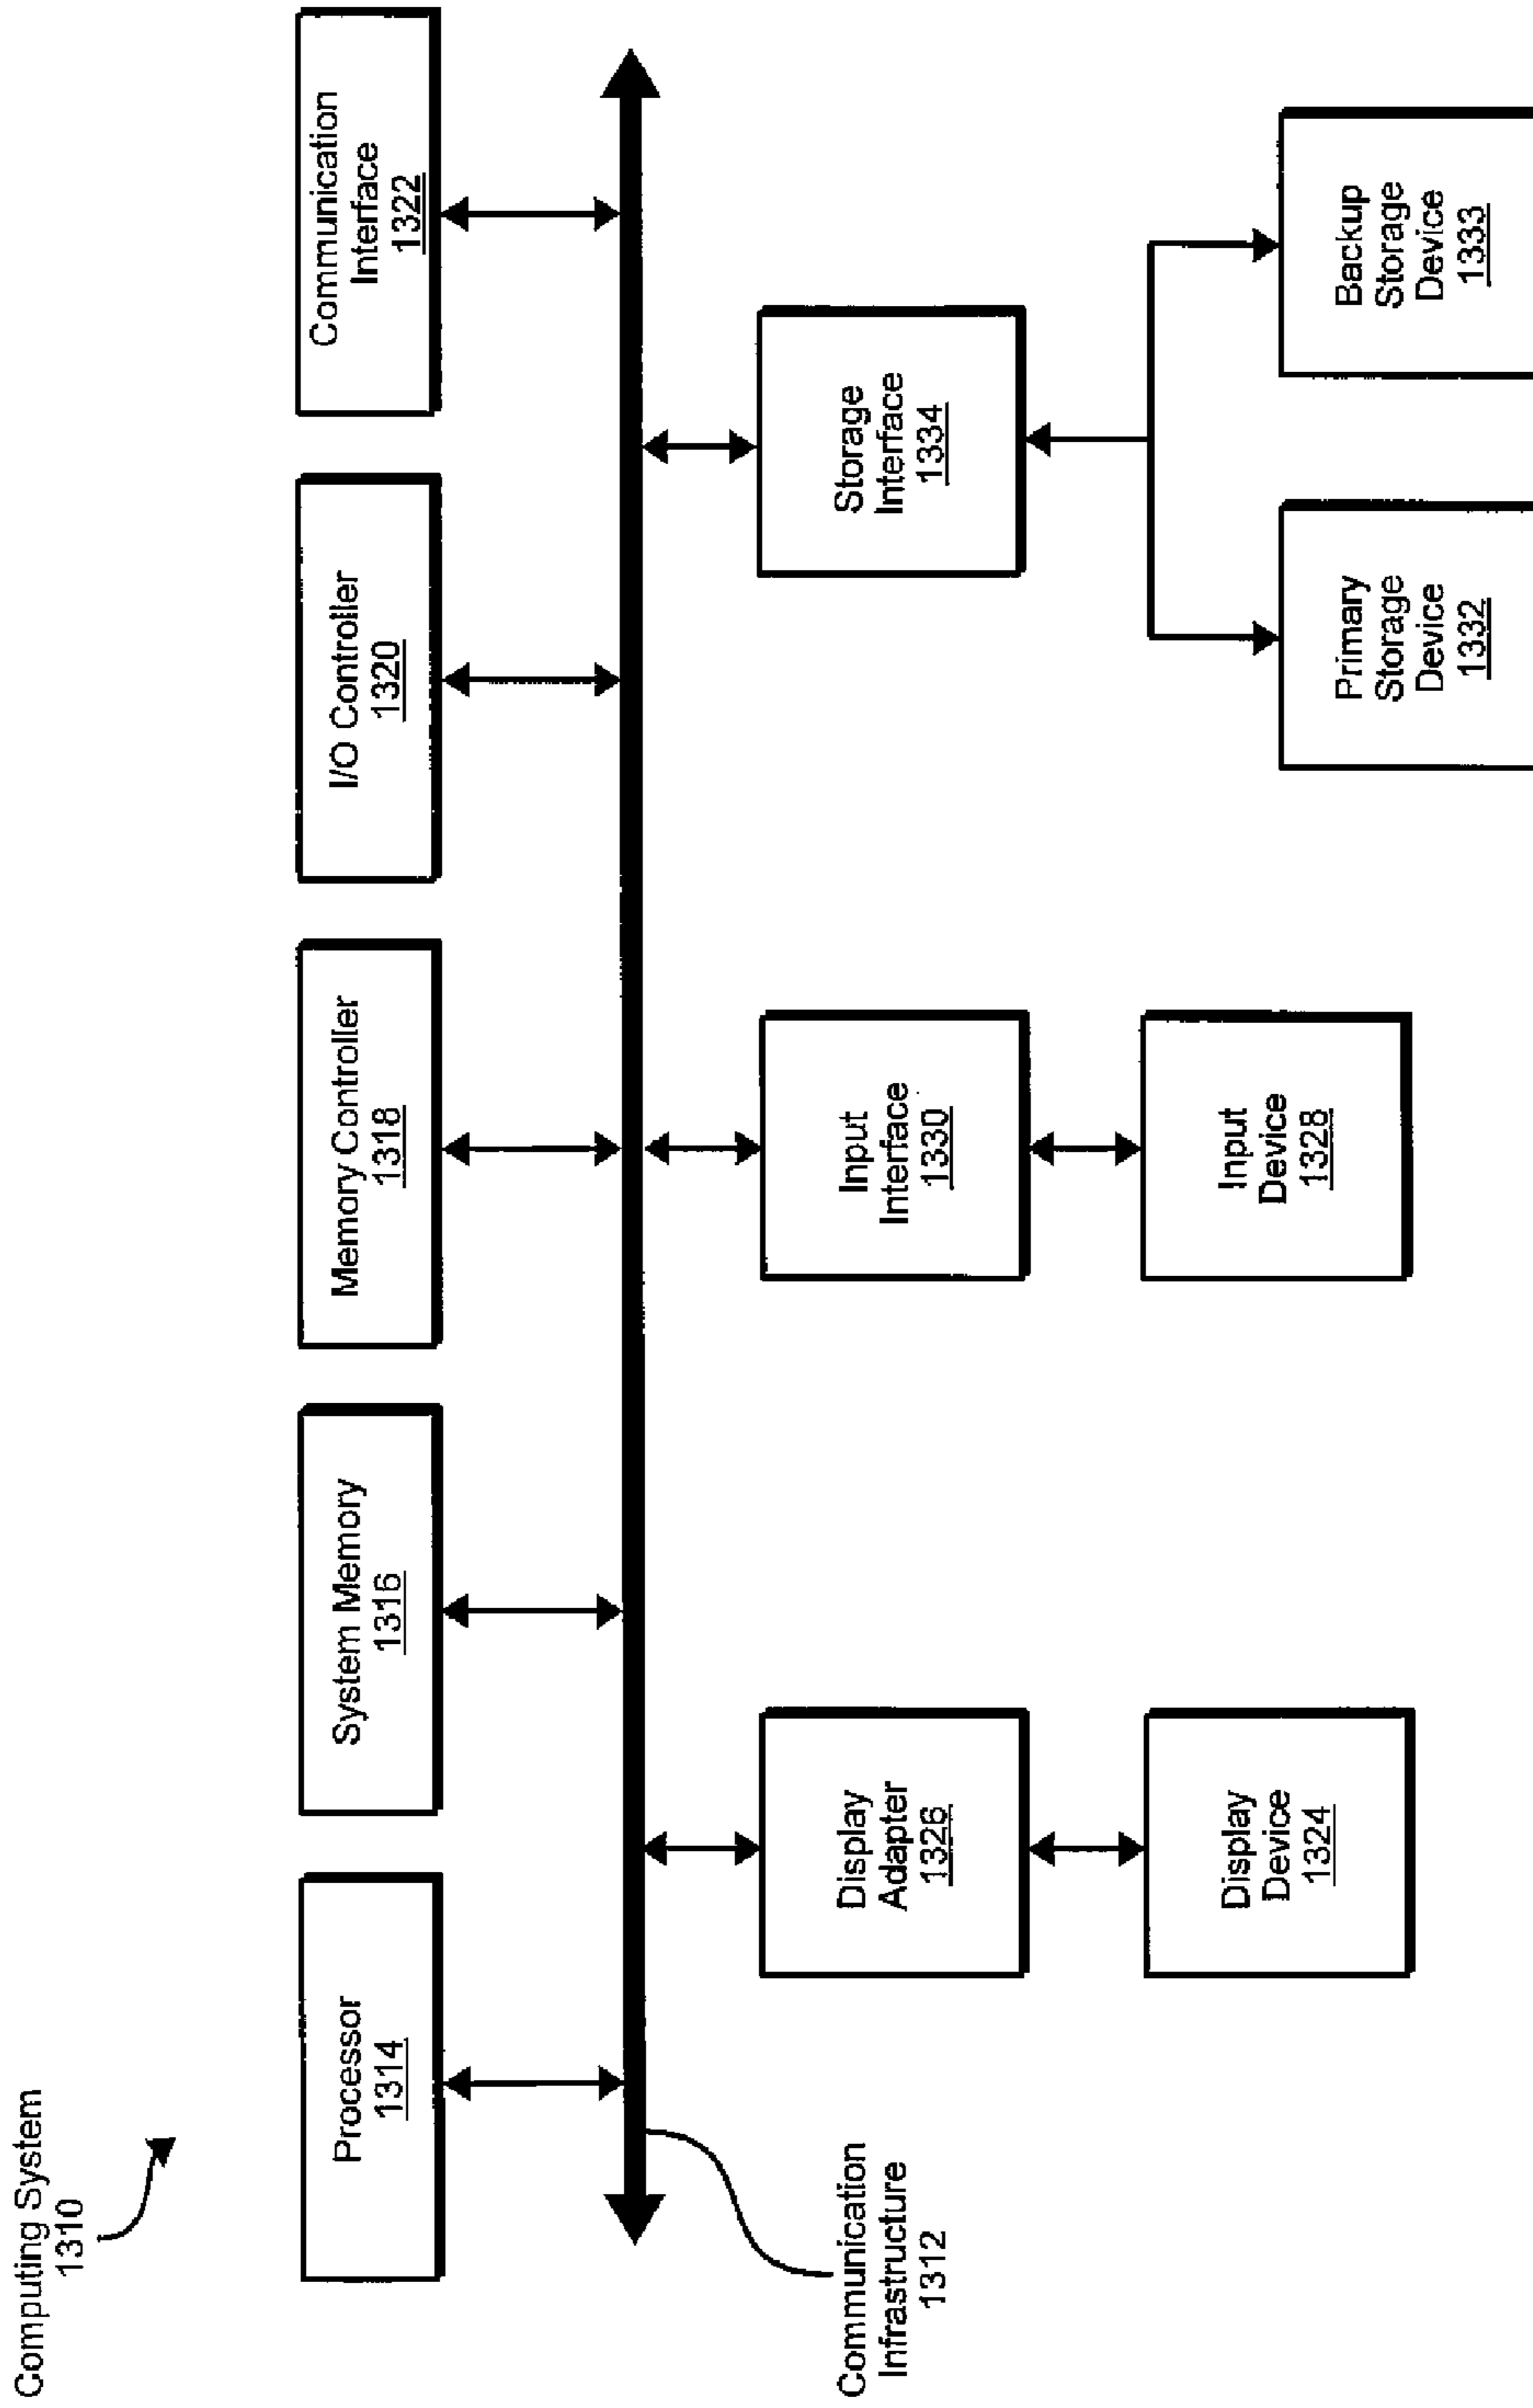 Computing System
1310
Processor
1314
System Memory
1316
Memory Controller
1318
I/O Controller
1320
Communication
Interface
1322
Communication
Infrastructure
1312
Display
Adapter
1326
Input
Interface
1330
Storage
Interface
1334
Display
Device
1324
Input
Device
1328
Primary
Storage
Device
1332
Backup
Storage
Device
1333